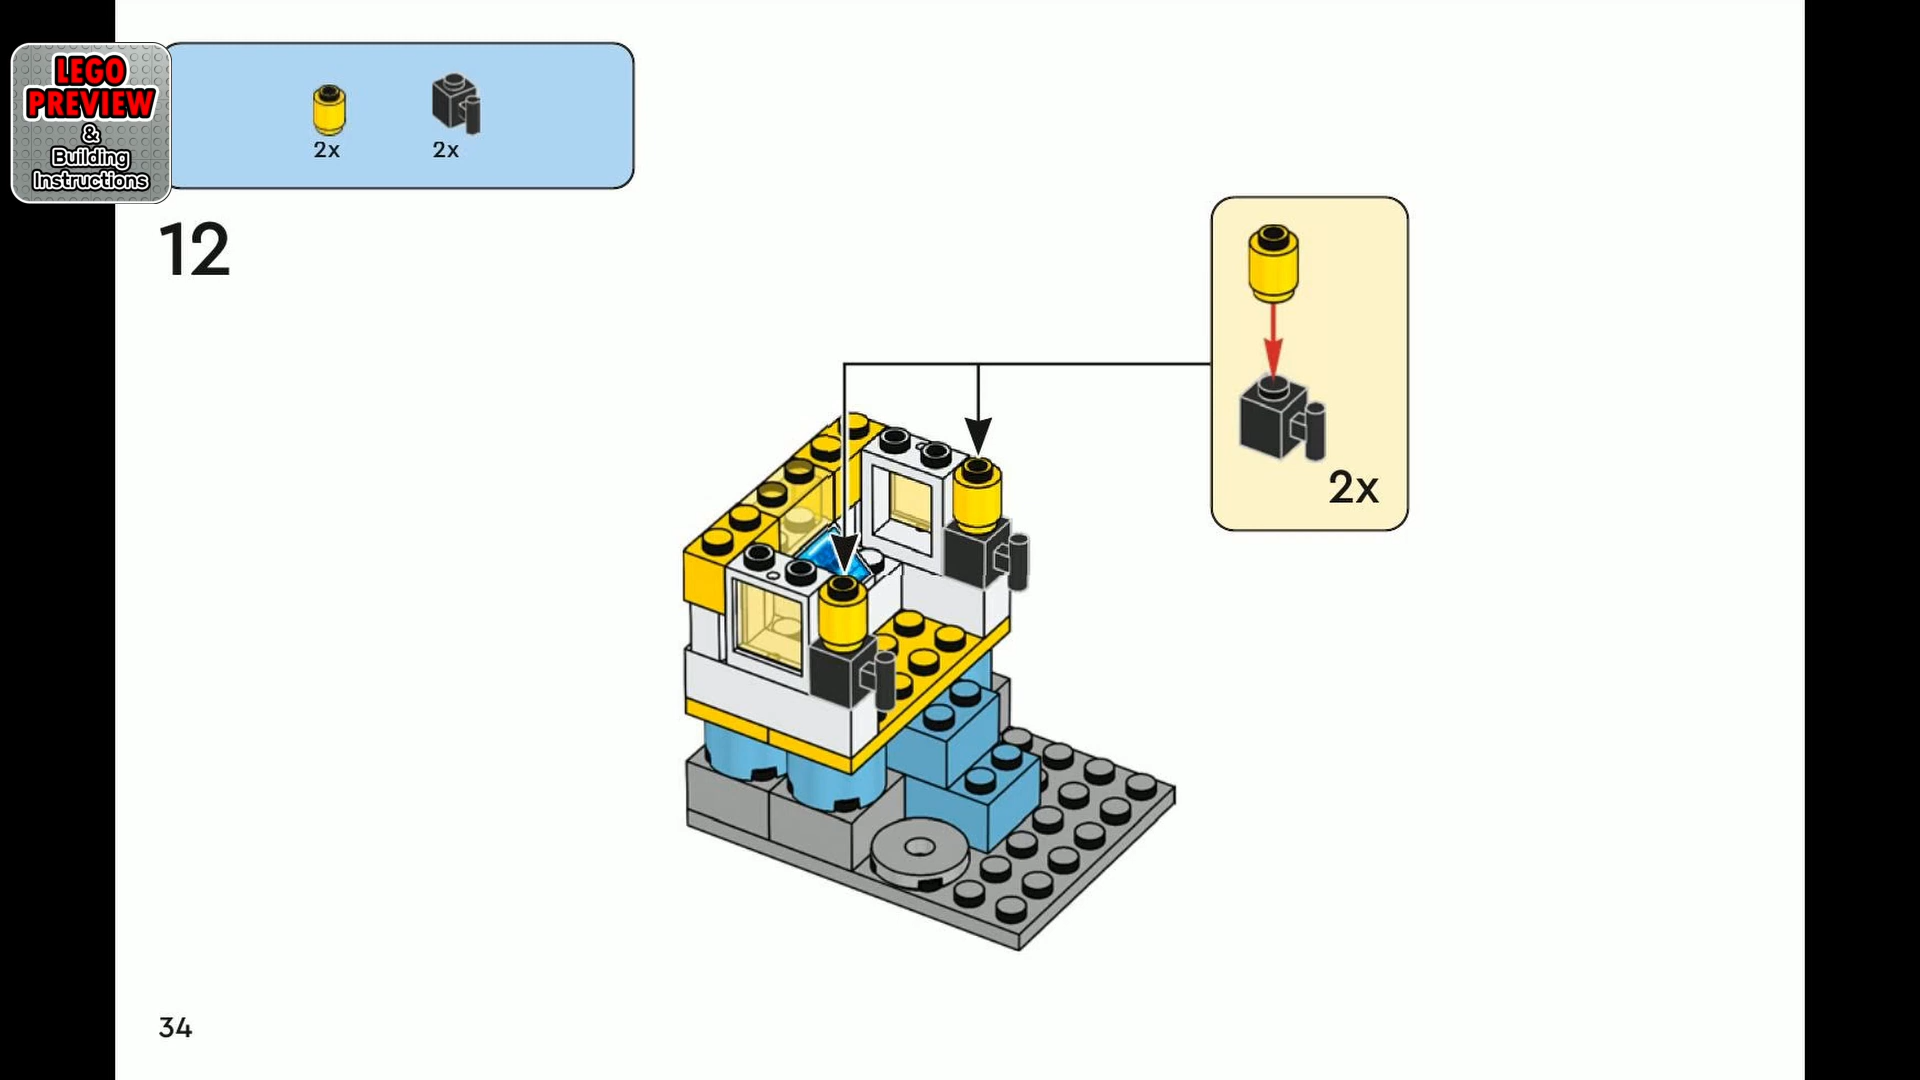 LEGO
PREVIEW
&
Building
Instructions
2x
2x
12
2x
34